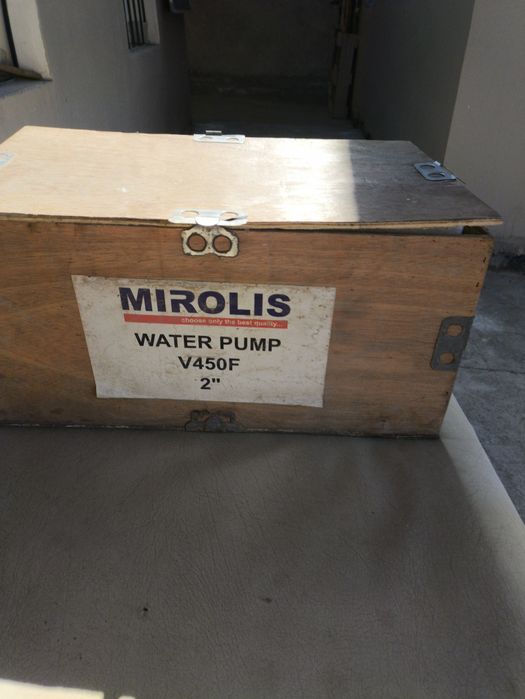 MIROLIS
choose only the best quality...
WATER PUMP
V450F
2"